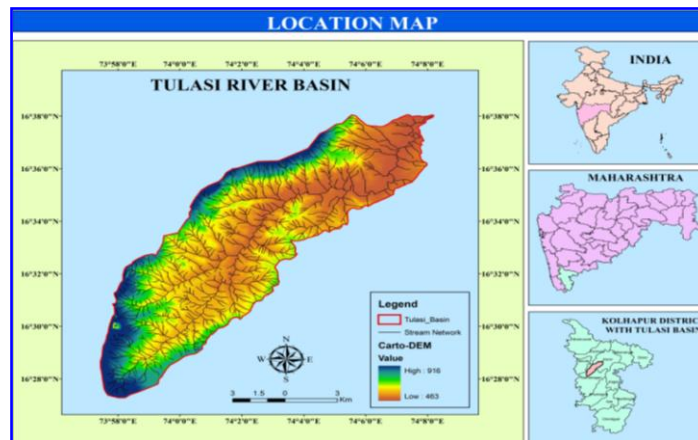 LOCATION MAP
73°58'0"E 74°0'0"E 74°2'0"E 74°4'0"E 74°6'0"E 74°8'0"E
TULASI RIVER BASIN
16°38'0"N
16°36'0"N
16°34'0"N
16°32'0"N
16°30'0"N
16°28'0"N
16°38'0"N
16°36'0"N
16°34'0"N
16°32'0"N
16°30'0"N
16°28'0"N
Legend
Tulasi_Basin
Stream Network
Carto-DEM
Value
High : 916
Low : 463
N
W E
S
3 1.5 0 3
Km
73°58'0"E 74°0'0"E 74°2'0"E 74°4'0"E 74°6'0"E 74°8'0"E
INDIA
MAHARASHTRA
KOLHAPUR DISTRIC
WITH TULASI BASIN